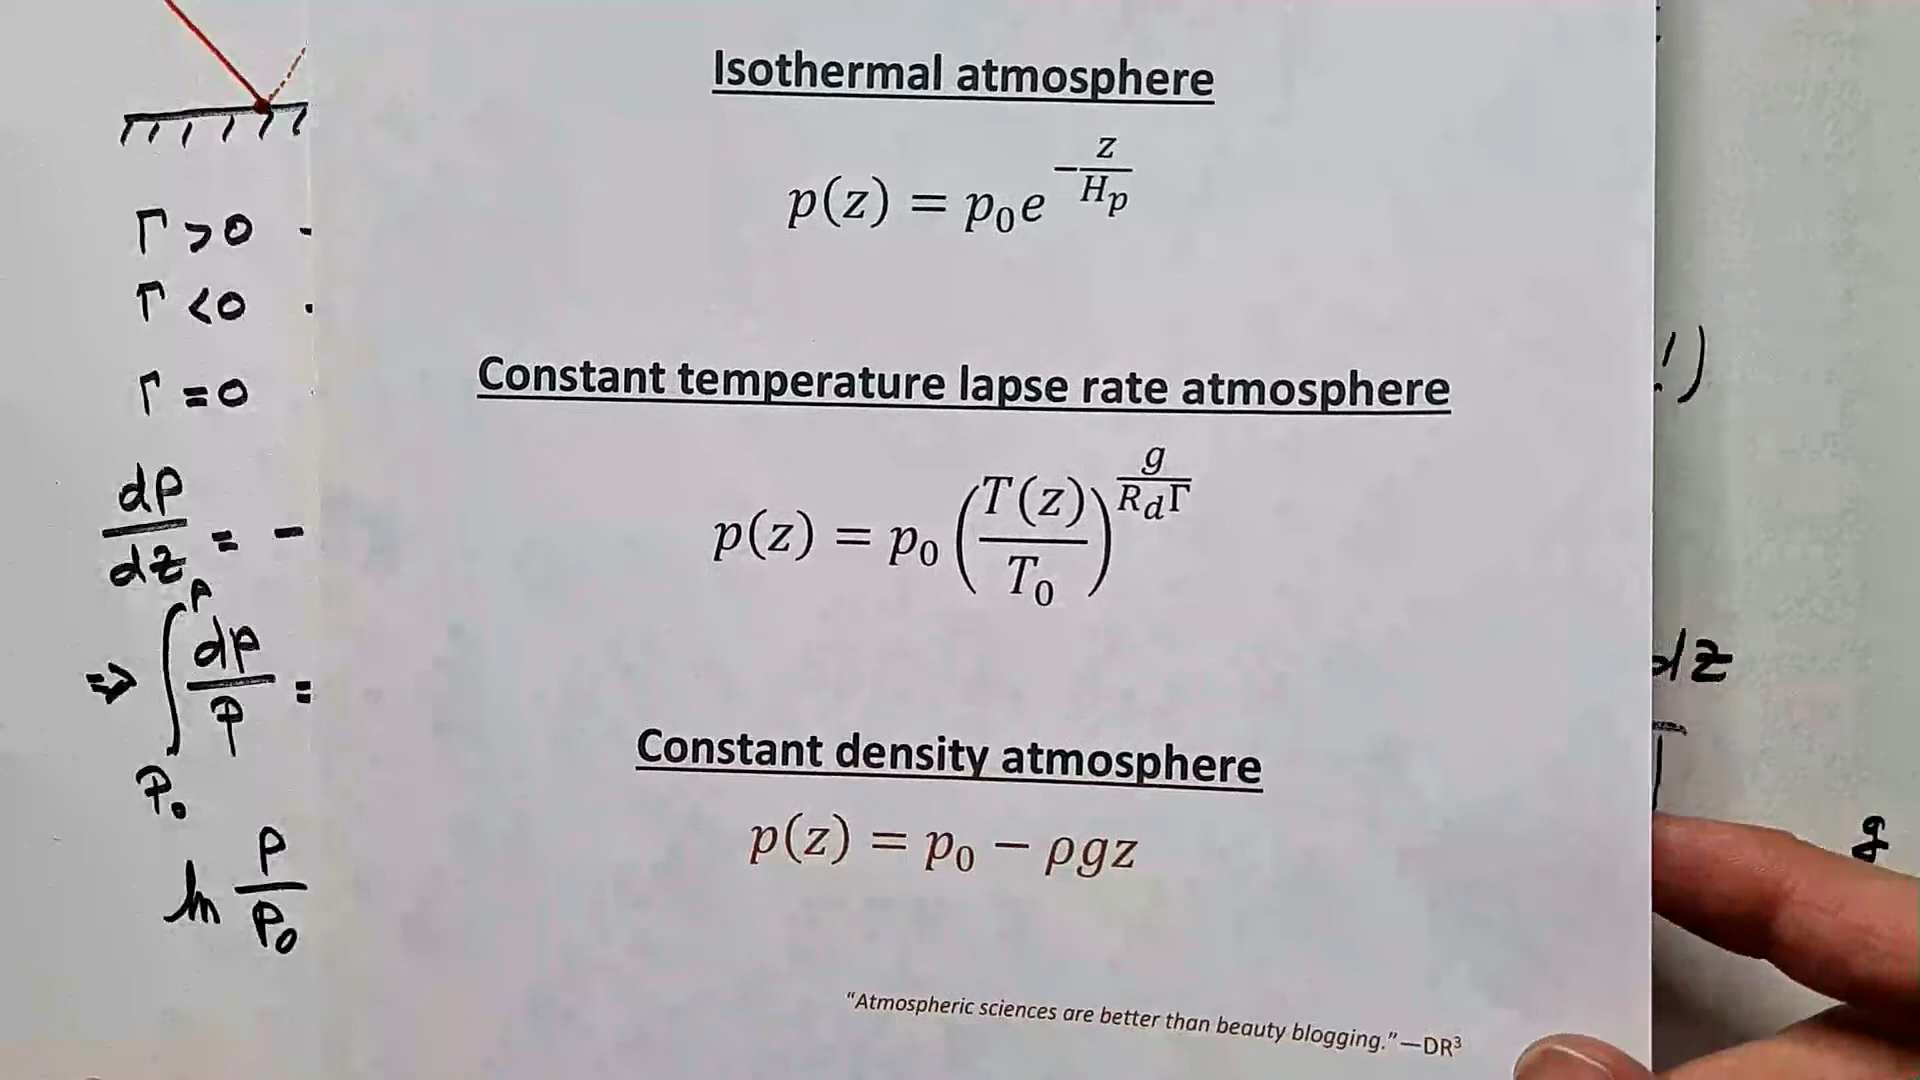 Isothermal atmosphere
p(z) = p₀e^(-z/Hₚ)
Γ > 0
Γ < 0
Γ = 0
!)
Constant temperature lapse rate atmosphere
p(z) = p₀ (T(z)/T₀)^(g/(R_dΓ))
dP/dz = -
⇒ ∫_{P₀}^{P} dP/P =
dz
Constant density atmosphere
p(z) = p₀ − ρgz
g
ln P/P₀
“Atmospheric sciences are better than beauty blogging.”—DR³